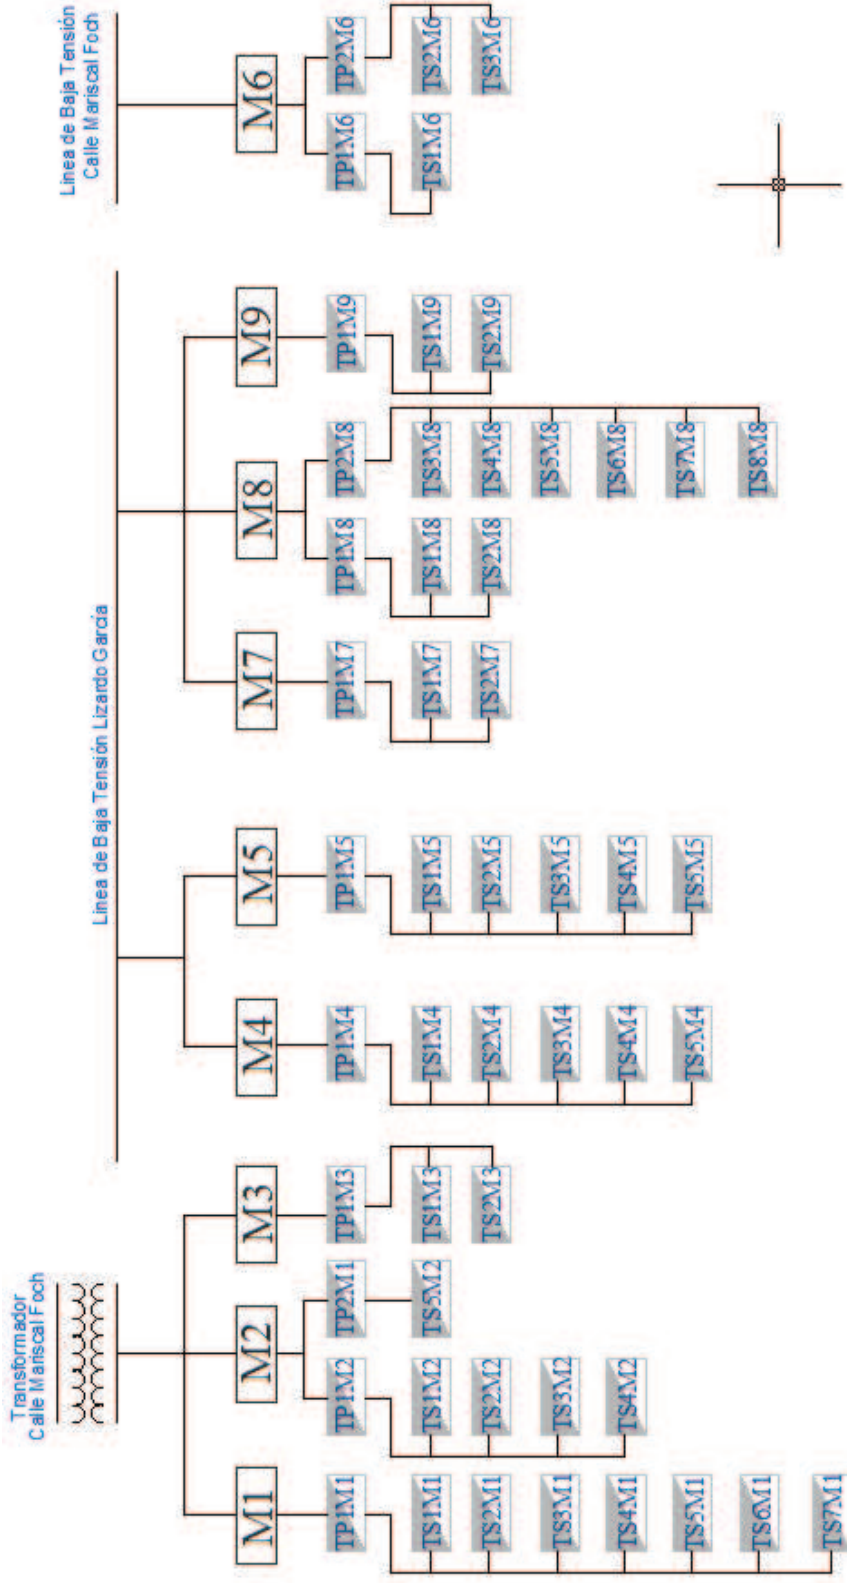 Transformador
Calle Mariscal Foch
Linea de Baja Tensión Lizardo García
Linea de Baja Tensión
Calle Mariscal Foch
M1
M2
M3
M4
M5
M7
M8
M9
M6
TP1M1
TP1M2
TP2M1
TP1M3
TP1M4
TP1M5
TP1M7
TP1M8
TP2M8
TP1M9
TP1M6
TP2M6
TS1M1
TS1M2
TS5M2
TS1M3
TS1M4
TS1M5
TS1M7
TS1M8
TS3M8
TS1M9
TS1M6
TS2M6
TS2M1
TS2M2
TS2M3
TS2M4
TS2M5
TS2M7
TS2M8
TS4M8
TS2M9
TS3M6
TS3M1
TS3M2
TS3M4
TS3M5
TS5M8
TS4M1
TS4M2
TS4M4
TS4M5
TS6M8
TS5M1
TS5M4
TS5M5
TS7M8
TS6M1
TS8M8
TS7M1